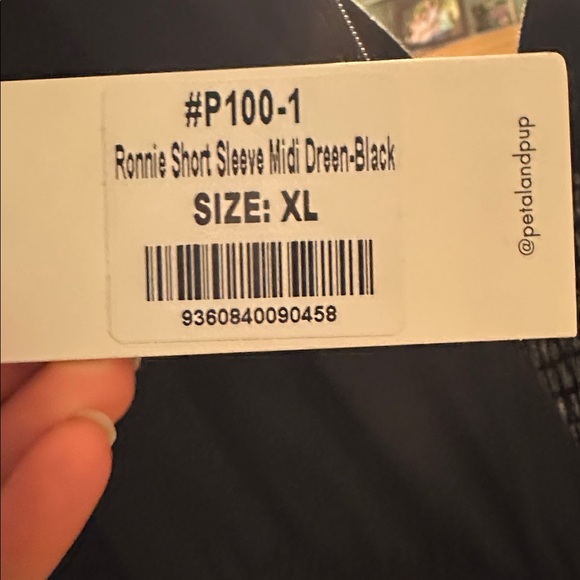 #P100-1
Ronnie Short Sleeve Midi Dreen-Black
SIZE: XL
9360840090458
@petalandpup